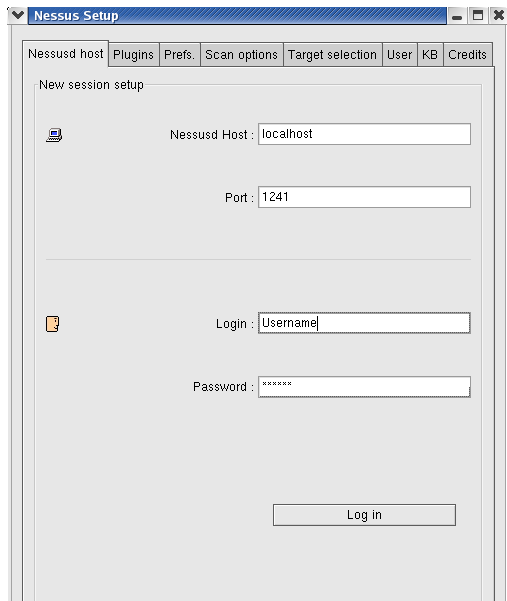 Nessus Setup
Nessusd host Plugins Prefs. Scan options Target selection User KB Credits
New session setup
Nessusd Host : localhost
Port : 1241
Login : Username
Password : ******
Log in